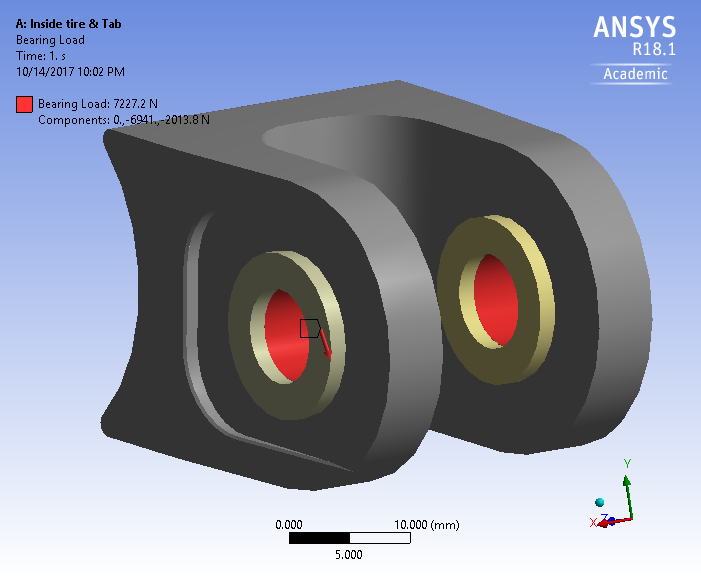 A: Inside tire & Tab
Bearing Load
Time: 1. s
10/14/2017 10:02 PM
Bearing Load: 7227.2 N
Components: 0.,-6941.,-2013.8 N
ANSYS
R18.1
Academic
0.000
10.000 (mm)
5.000
Y
X
Z